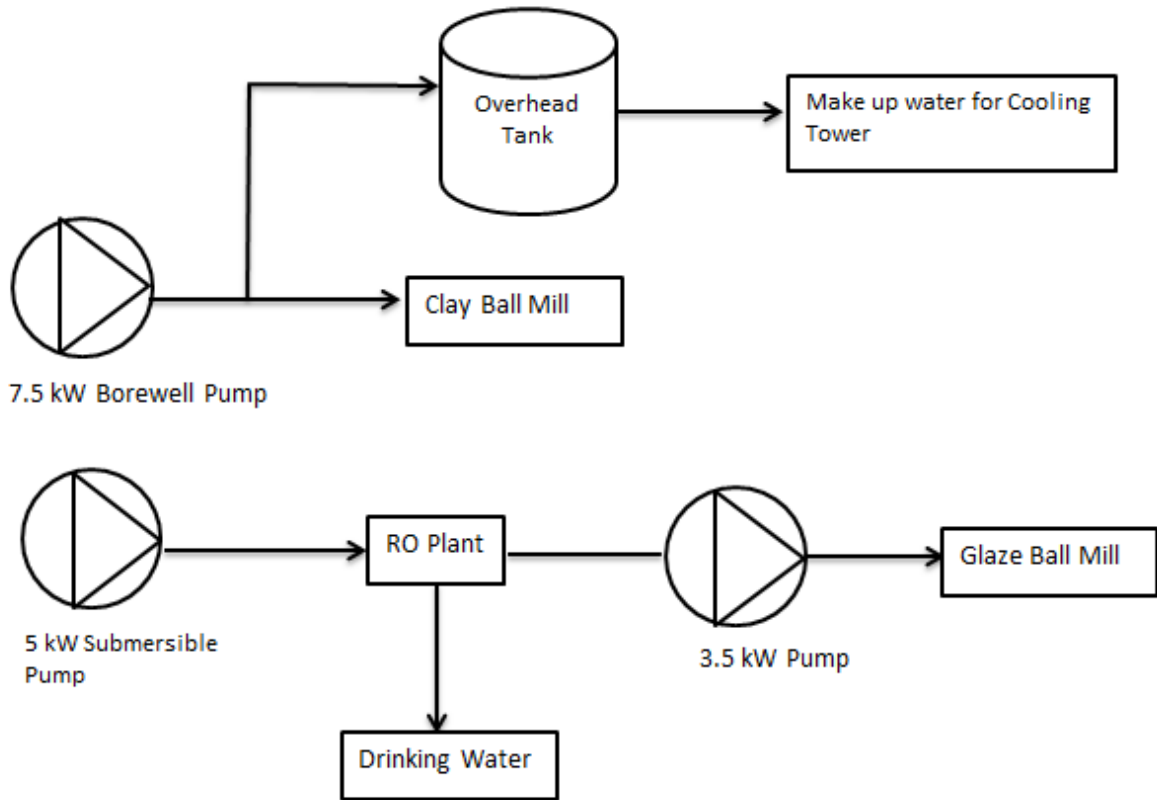 Overhead
Tank
Make up water for Cooling
Tower
Clay Ball Mill
7.5 kW Borewell Pump
RO Plant
Glaze Ball Mill
5 kW Submersible
Pump
3.5 kW Pump
Drinking Water